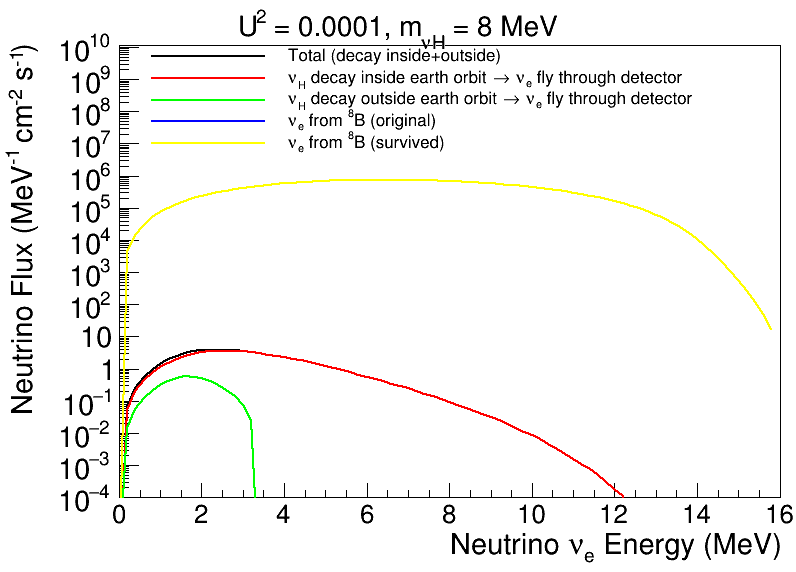 U² = 0.0001, m_νH = 8 MeV
Total (decay inside+outside)
ν_H decay inside earth orbit → ν_e fly through detector
ν_H decay outside earth orbit → ν_e fly through detector
ν_e from ⁸B (original)
ν_e from ⁸B (survived)
Neutrino Flux (MeV⁻¹ cm⁻² s⁻¹)
10¹⁰
10⁹
10⁸
10⁷
10⁶
10⁵
10⁴
10³
10²
10
1
10⁻¹
10⁻²
10⁻³
10⁻⁴
0 2 4 6 8 10 12 14 16
Neutrino ν_e Energy (MeV)